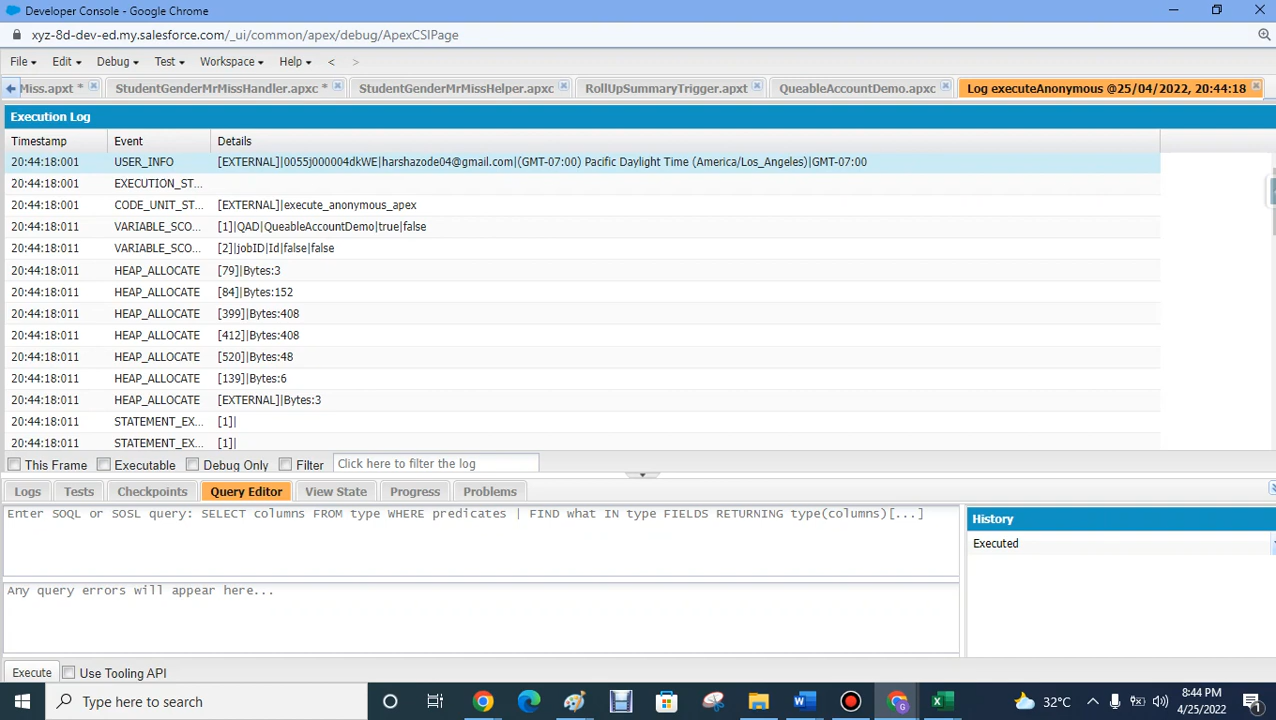 Developer Console - Google Chrome
xyz-8d-dev-ed.my.salesforce.com/_ui/common/apex/debug/ApexCSIPage
File Edit Debug Test Workspace Help < >
Miss.apxt * StudentGenderMrMissHandler.apxc * StudentGenderMrMissHelper.apxc RollUpSummaryTrigger.apxt QueableAccountDemo.apxc Log executeAnonymous @25/04/2022, 20:44:18
Execution Log
Timestamp Event Details
20:44:18:001 USER_INFO [EXTERNAL]|0055j000004dkWE|harshazode04@gmail.com|(GMT-07:00) Pacific Daylight Time (America/Los_Angeles)|GMT-07:00
20:44:18:001 EXECUTION_ST...
20:44:18:001 CODE_UNIT_ST... [EXTERNAL]|execute_anonymous_apex
20:44:18:011 VARIABLE_SCO... [1]|QAD|QueableAccountDemo|true|false
20:44:18:011 VARIABLE_SCO... [2]|jobID|Id|false|false
20:44:18:011 HEAP_ALLOCATE [79]|Bytes:3
20:44:18:011 HEAP_ALLOCATE [84]|Bytes:152
20:44:18:011 HEAP_ALLOCATE [399]|Bytes:408
20:44:18:011 HEAP_ALLOCATE [412]|Bytes:408
20:44:18:011 HEAP_ALLOCATE [520]|Bytes:48
20:44:18:011 HEAP_ALLOCATE [139]|Bytes:6
20:44:18:011 HEAP_ALLOCATE [EXTERNAL]|Bytes:3
20:44:18:011 STATEMENT_EX... [1]|
20:44:18:011 STATEMENT_EX... [1]|
This Frame Executable Debug Only Filter Click here to filter the log
Logs Tests Checkpoints Query Editor View State Progress Problems
Enter SOQL or SOSL query: SELECT columns FROM type WHERE predicates | FIND what IN type FIELDS RETURNING type(columns)[...]
History
Executed
Any query errors will appear here...
Execute Use Tooling API
Type here to search
32°C
8:44 PM
4/25/2022
1